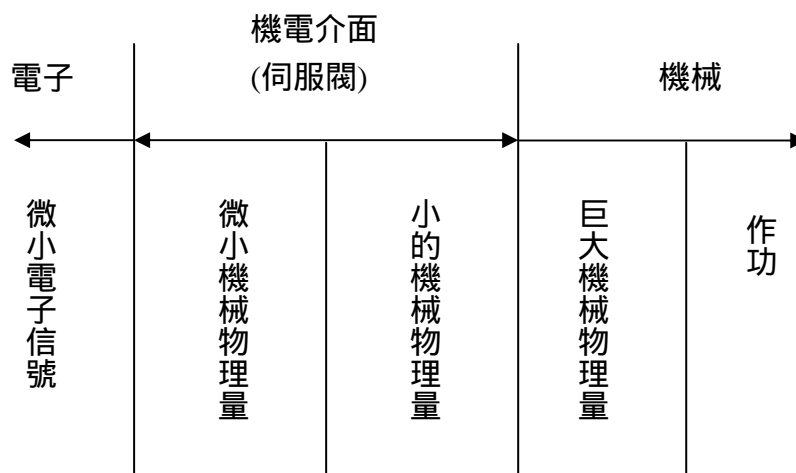 機電介面
電子
(伺服閥)
機械
微小電子信號
微小機械物理量
小的機械物理量
巨大機械物理量
作功